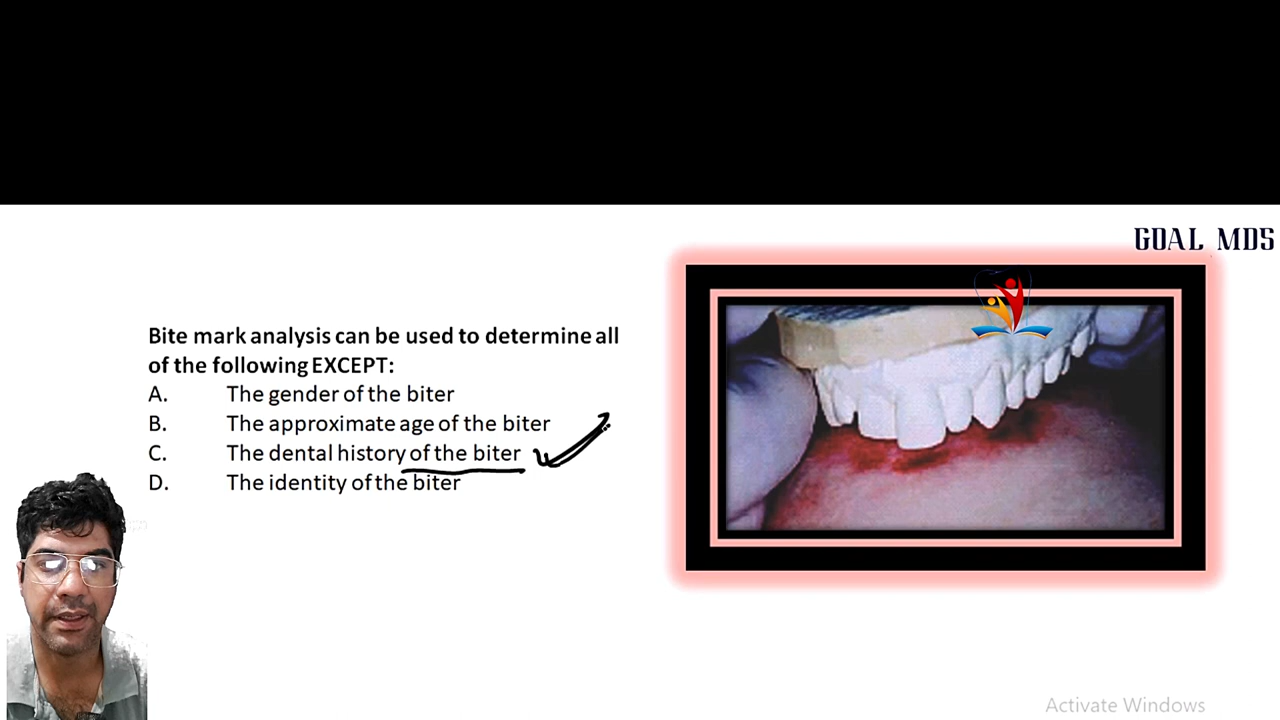 GOAL MDS
Bite mark analysis can be used to determine all
of the following EXCEPT:
A. The gender of the biter
B. The approximate age of the biter
C. The dental history of the biter
D. The identity of the biter
Activate Windows